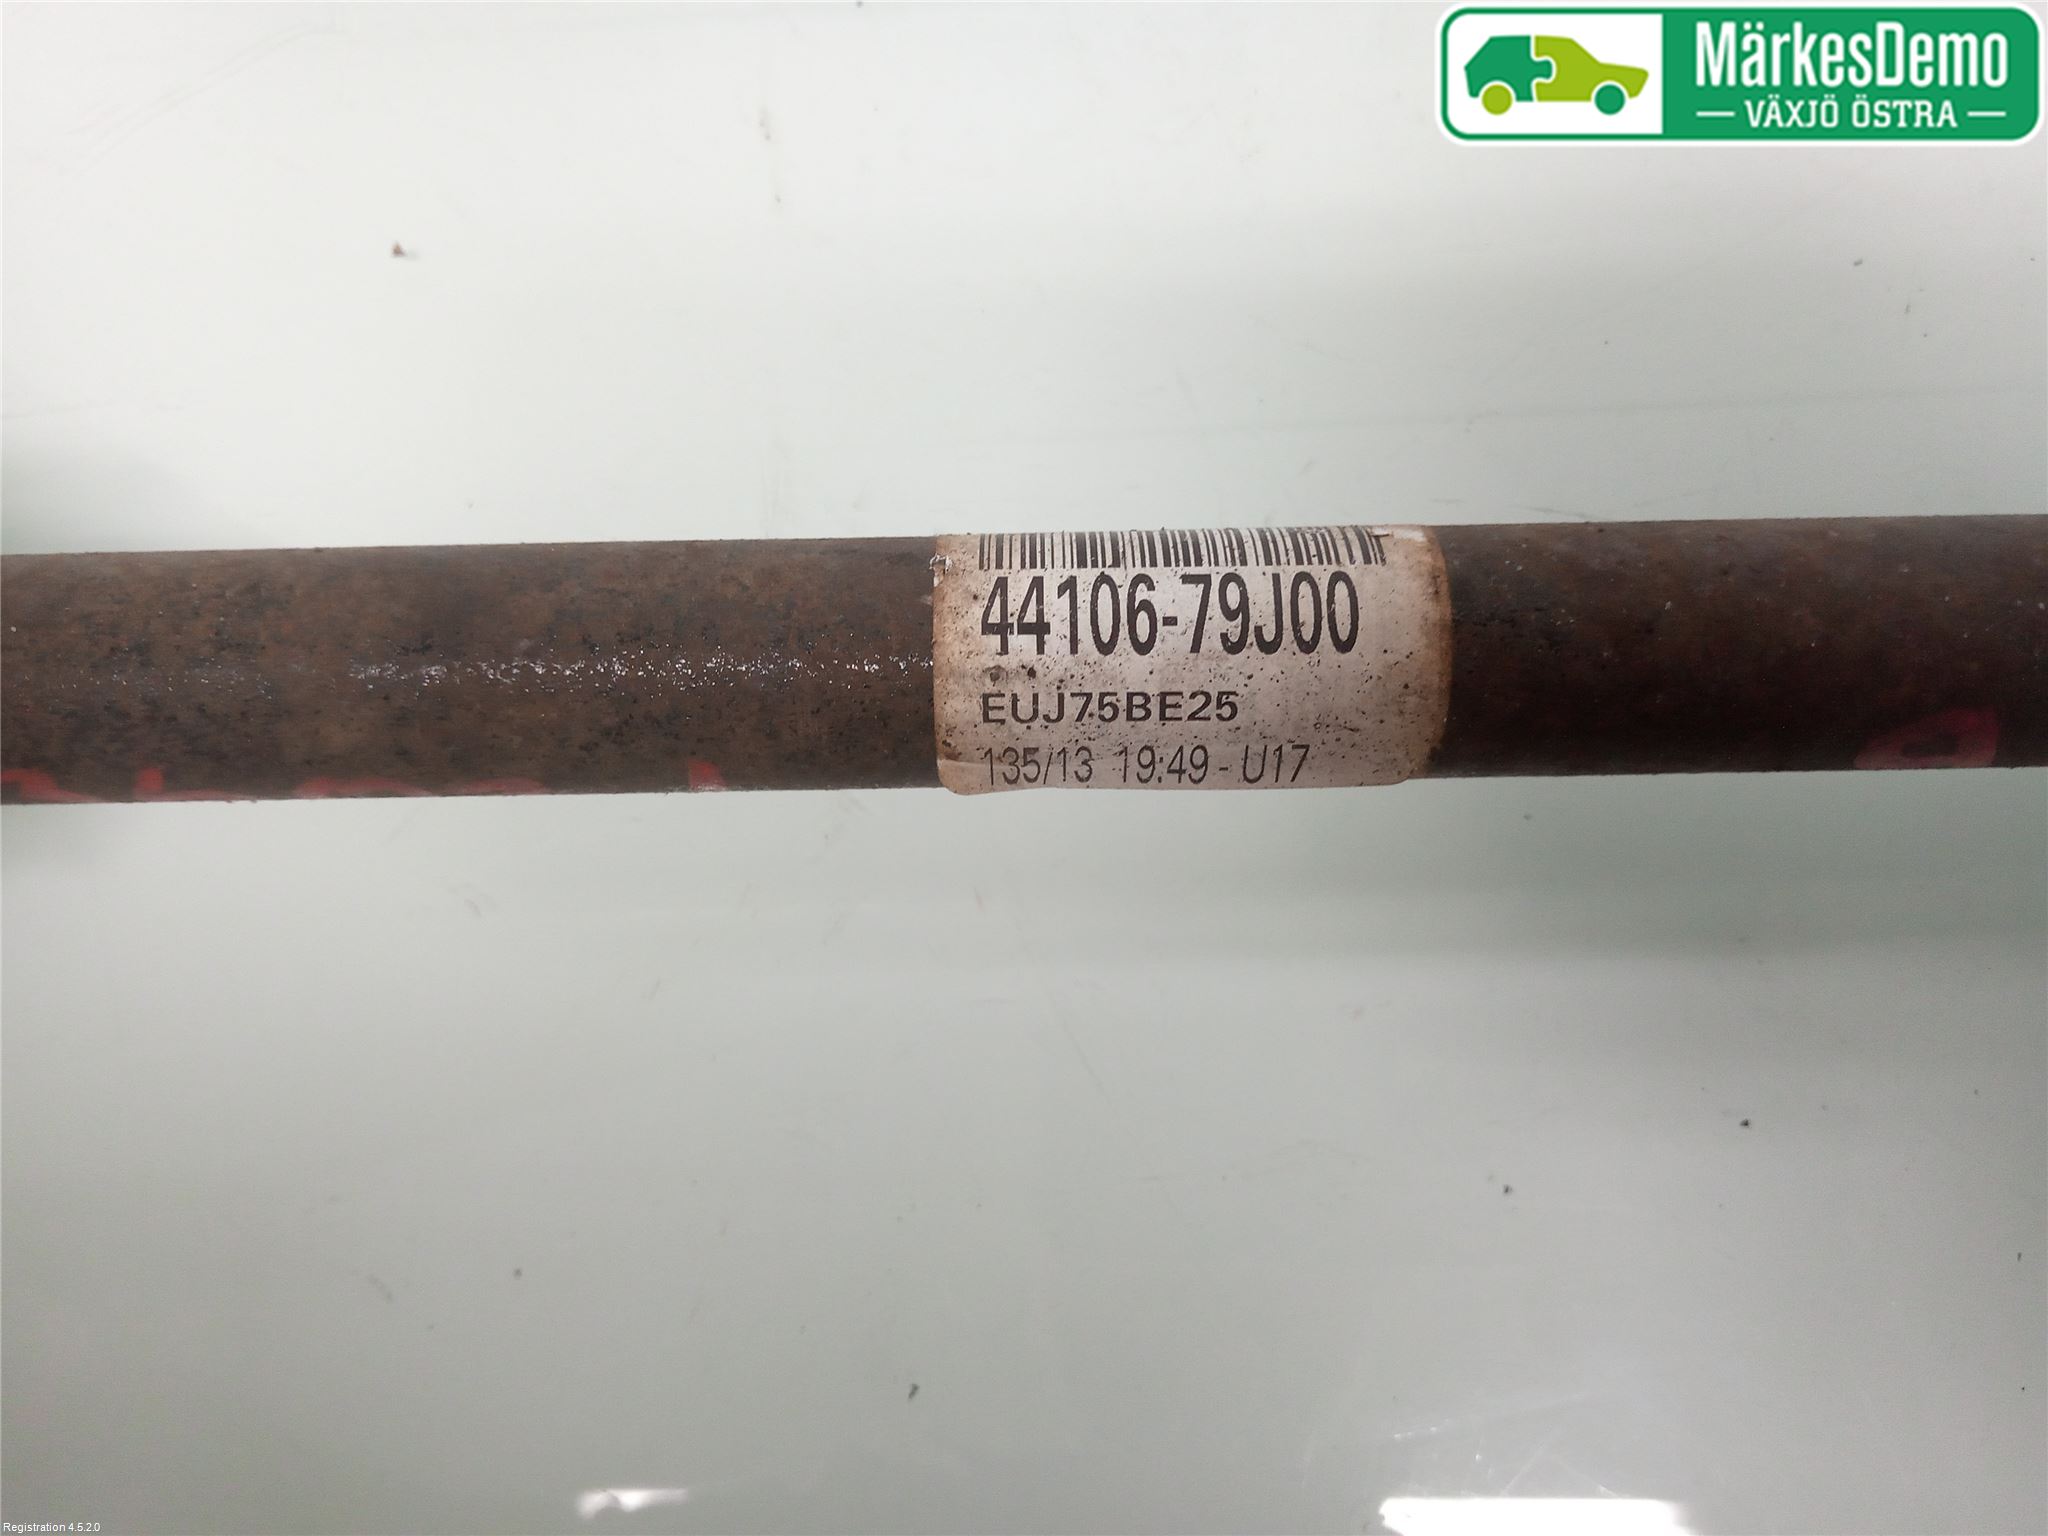 MärkesDemo
VÄXJÖ ÖSTRA
44106-79J00
EUJ75BE25
135/13 19:49 - U17
Registration 4.5.2.0